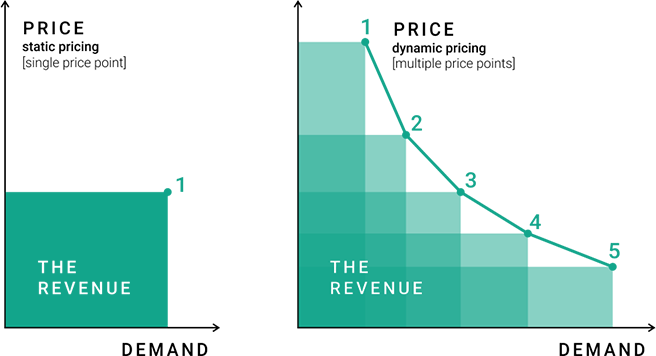 PRICE
static pricing
[single price point]
1
THE
REVENUE
DEMAND
PRICE
dynamic pricing
[multiple price points]
1
2
3
4
5
THE
REVENUE
DEMAND